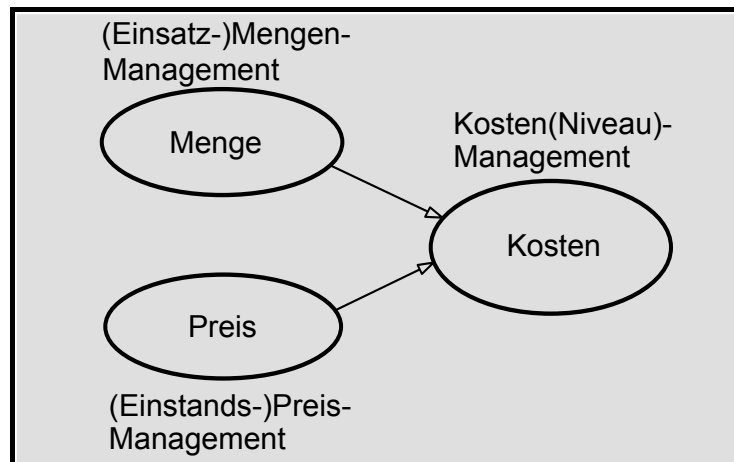 (Einsatz-)Mengen-
Management
Menge
Kosten(Niveau)-
Management
Kosten
Preis
(Einstands-)Preis-
Management